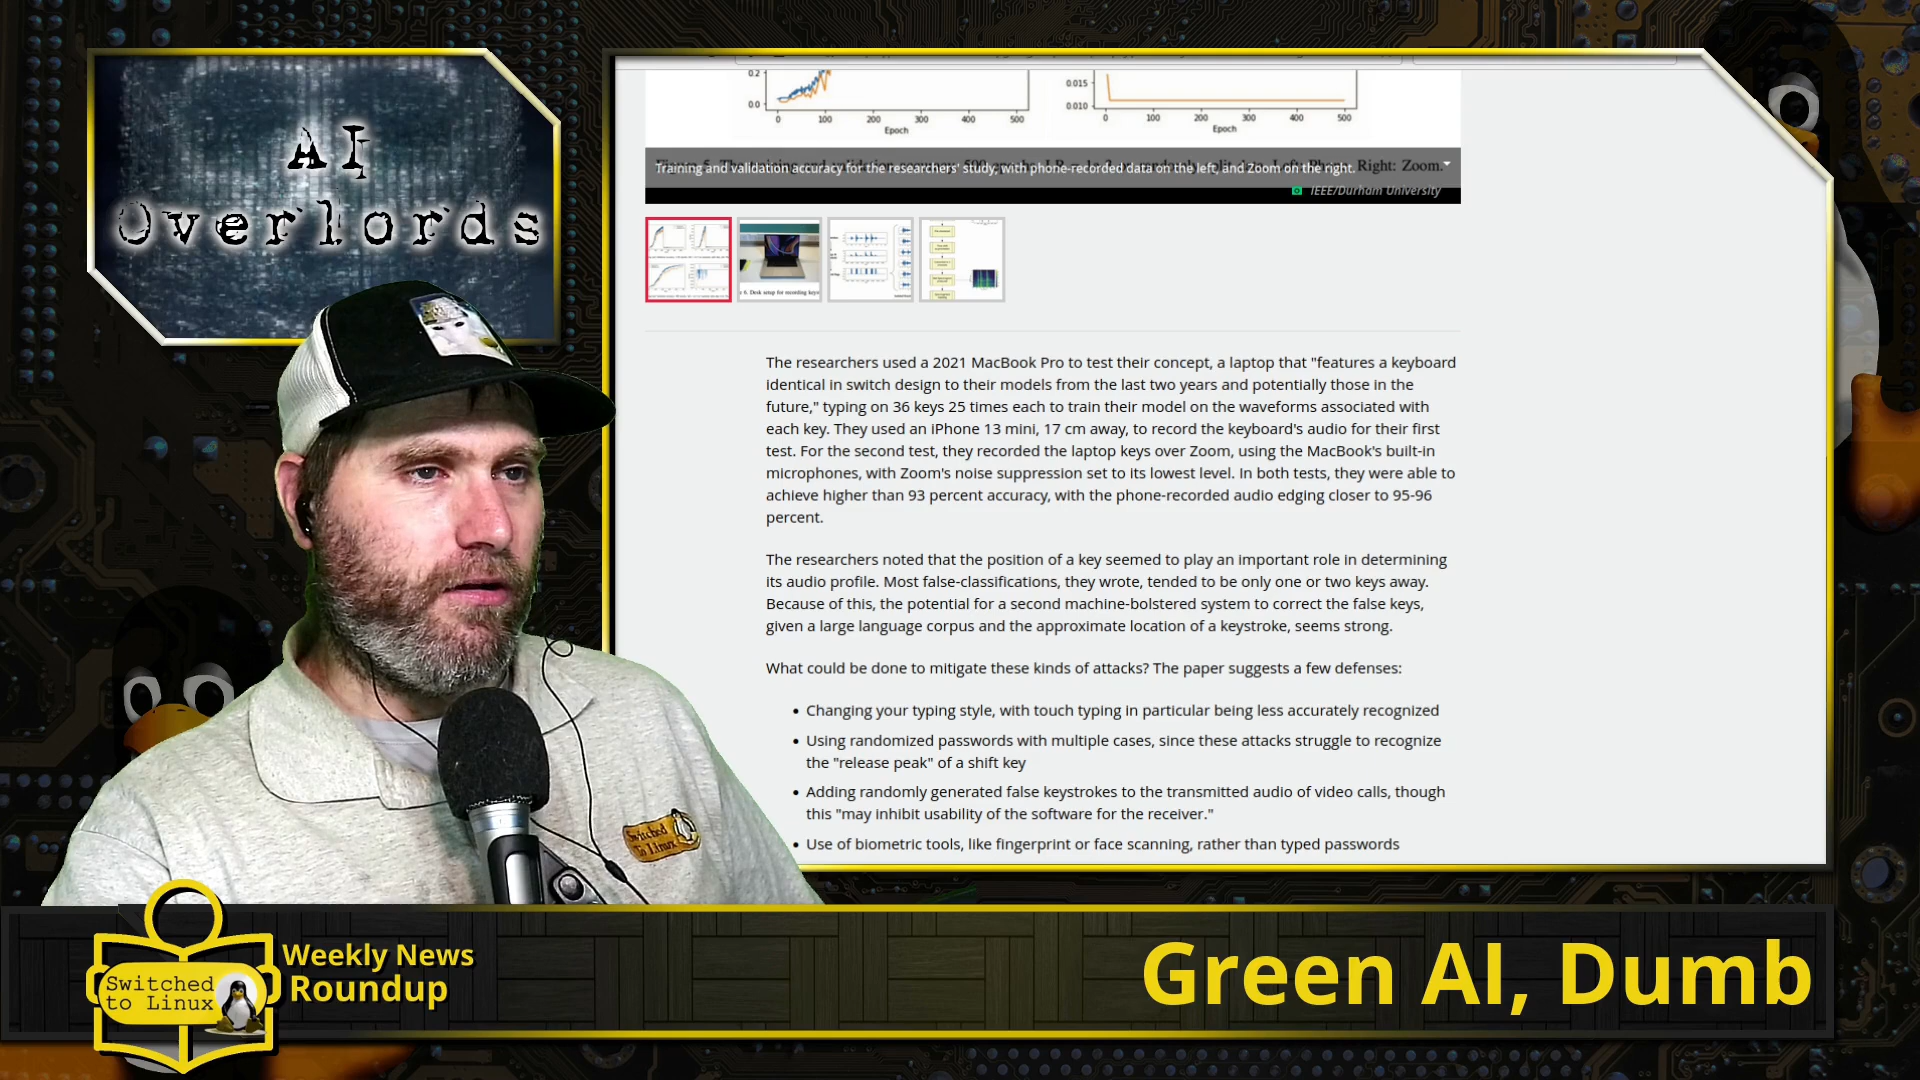 AI
Overlords
0.2
0.0
0
100
200
300
400
500
Epoch
0.015
0.010
0
100
200
300
400
500
Epoch
Training and validation accuracy for the researchers' study, with phone-recorded data on the left, and Zoom on the right.
Right: Zoom.
IEEE/Durham University
6. Desk setup for recording keys
The researchers used a 2021 MacBook Pro to test their concept, a laptop that "features a keyboard
identical in switch design to their models from the last two years and potentially those in the
future," typing on 36 keys 25 times each to train their model on the waveforms associated with
each key. They used an iPhone 13 mini, 17 cm away, to record the keyboard's audio for their first
test. For the second test, they recorded the laptop keys over Zoom, using the MacBook's built-in
microphones, with Zoom's noise suppression set to its lowest level. In both tests, they were able to
achieve higher than 93 percent accuracy, with the phone-recorded audio edging closer to 95-96
percent.
The researchers noted that the position of a key seemed to play an important role in determining
its audio profile. Most false-classifications, they wrote, tended to be only one or two keys away.
Because of this, the potential for a second machine-bolstered system to correct the false keys,
given a large language corpus and the approximate location of a keystroke, seems strong.
What could be done to mitigate these kinds of attacks? The paper suggests a few defenses:
• Changing your typing style, with touch typing in particular being less accurately recognized
• Using randomized passwords with multiple cases, since these attacks struggle to recognize
the "release peak" of a shift key
• Adding randomly generated false keystrokes to the transmitted audio of video calls, though
this "may inhibit usability of the software for the receiver."
• Use of biometric tools, like fingerprint or face scanning, rather than typed passwords
Switched
To Linux
Switched
to Linux
Weekly News
Roundup
Green AI, Dumb